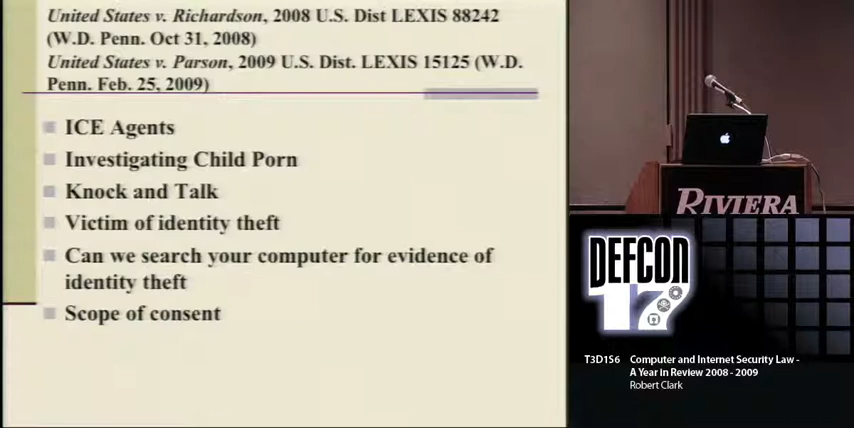 United States v. Richardson, 2008 U.S. Dist LEXIS 88242
(W.D. Penn. Oct 31, 2008)
United States v. Parson, 2009 U.S. Dist. LEXIS 15125 (W.D.
Penn. Feb. 25, 2009)
ICE Agents
Investigating Child Porn
Knock and Talk
Victim of identity theft
Can we search your computer for evidence of
identity theft
Scope of consent
RIVIERA
DEFCON
17
T3D1S6 Computer and Internet Security Law -
A Year in Review 2008 - 2009
Robert Clark